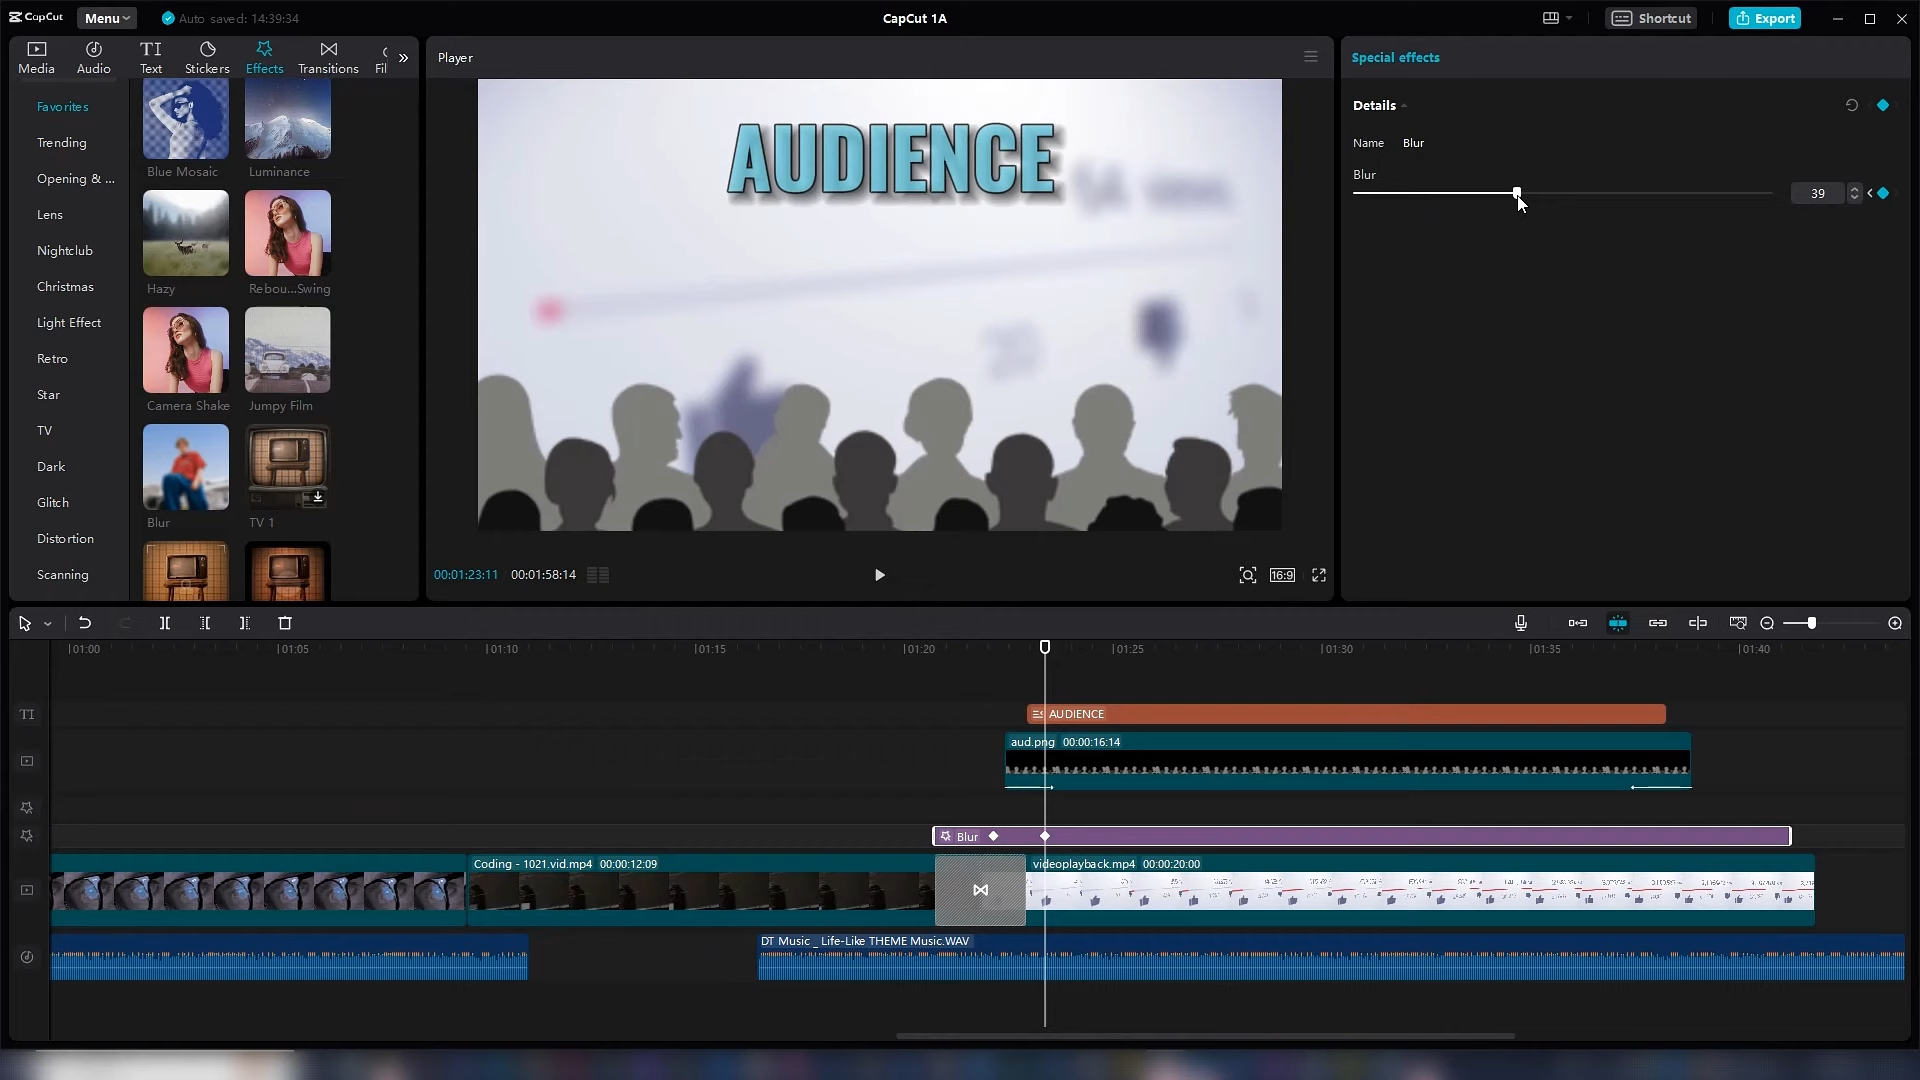 CapCut
Menu
Auto saved: 14:39:34
CapCut 1A
Shortcut
Export
Media
Audio
TI
Text
Stickers
Effects
Transitions
Fil
Player
Special effects
Favorites
Trending
Opening & ...
Lens
Nightclub
Christmas
Light Effect
Retro
Star
TV
Dark
Glitch
Distortion
Scanning
Blue Mosaic
Luminance
Hazy
Rebou...Swing
Camera Shake
Jumpy Film
Blur
TV 1
AUDIENCE
Details
Name Blur
Blur
39
00:01:23:11 00:01:58:14
16:9
01:00
01:05
01:10
01:15
01:20
01:25
01:30
01:35
01:40
TI
AUDIENCE
aud.png 00:00:16:14
Blur
Coding - 1021.vid.mp4 00:00:12:09
videoplayback.mp4 00:00:20:00
DT Music _ Life-Like THEME Music.WAV